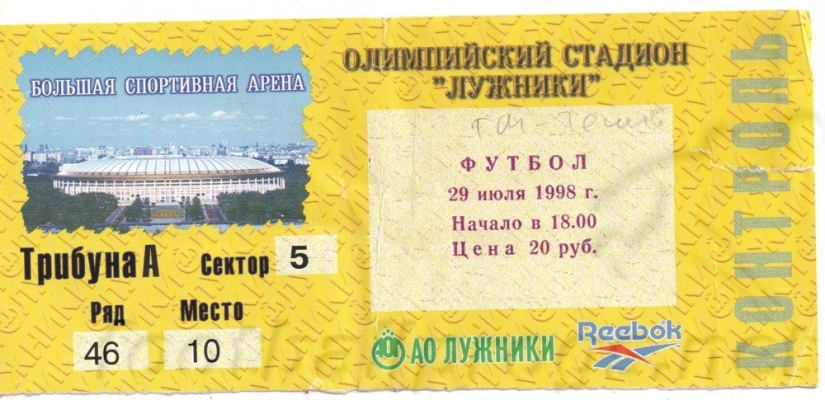 БОЛЬШАЯ СПОРТИВНАЯ АРЕНА
Трибуна А Сектор 5
Ряд Место
46 10
ОЛИМПИЙСКИЙ СТАДИОН
"ЛУЖНИКИ"
ФУТБОЛ
29 июля 1998 г.
Начало в 18.00
Цена 20 руб.
АО ЛУЖНИКИ
Reebok
КОНТРОЛЬ